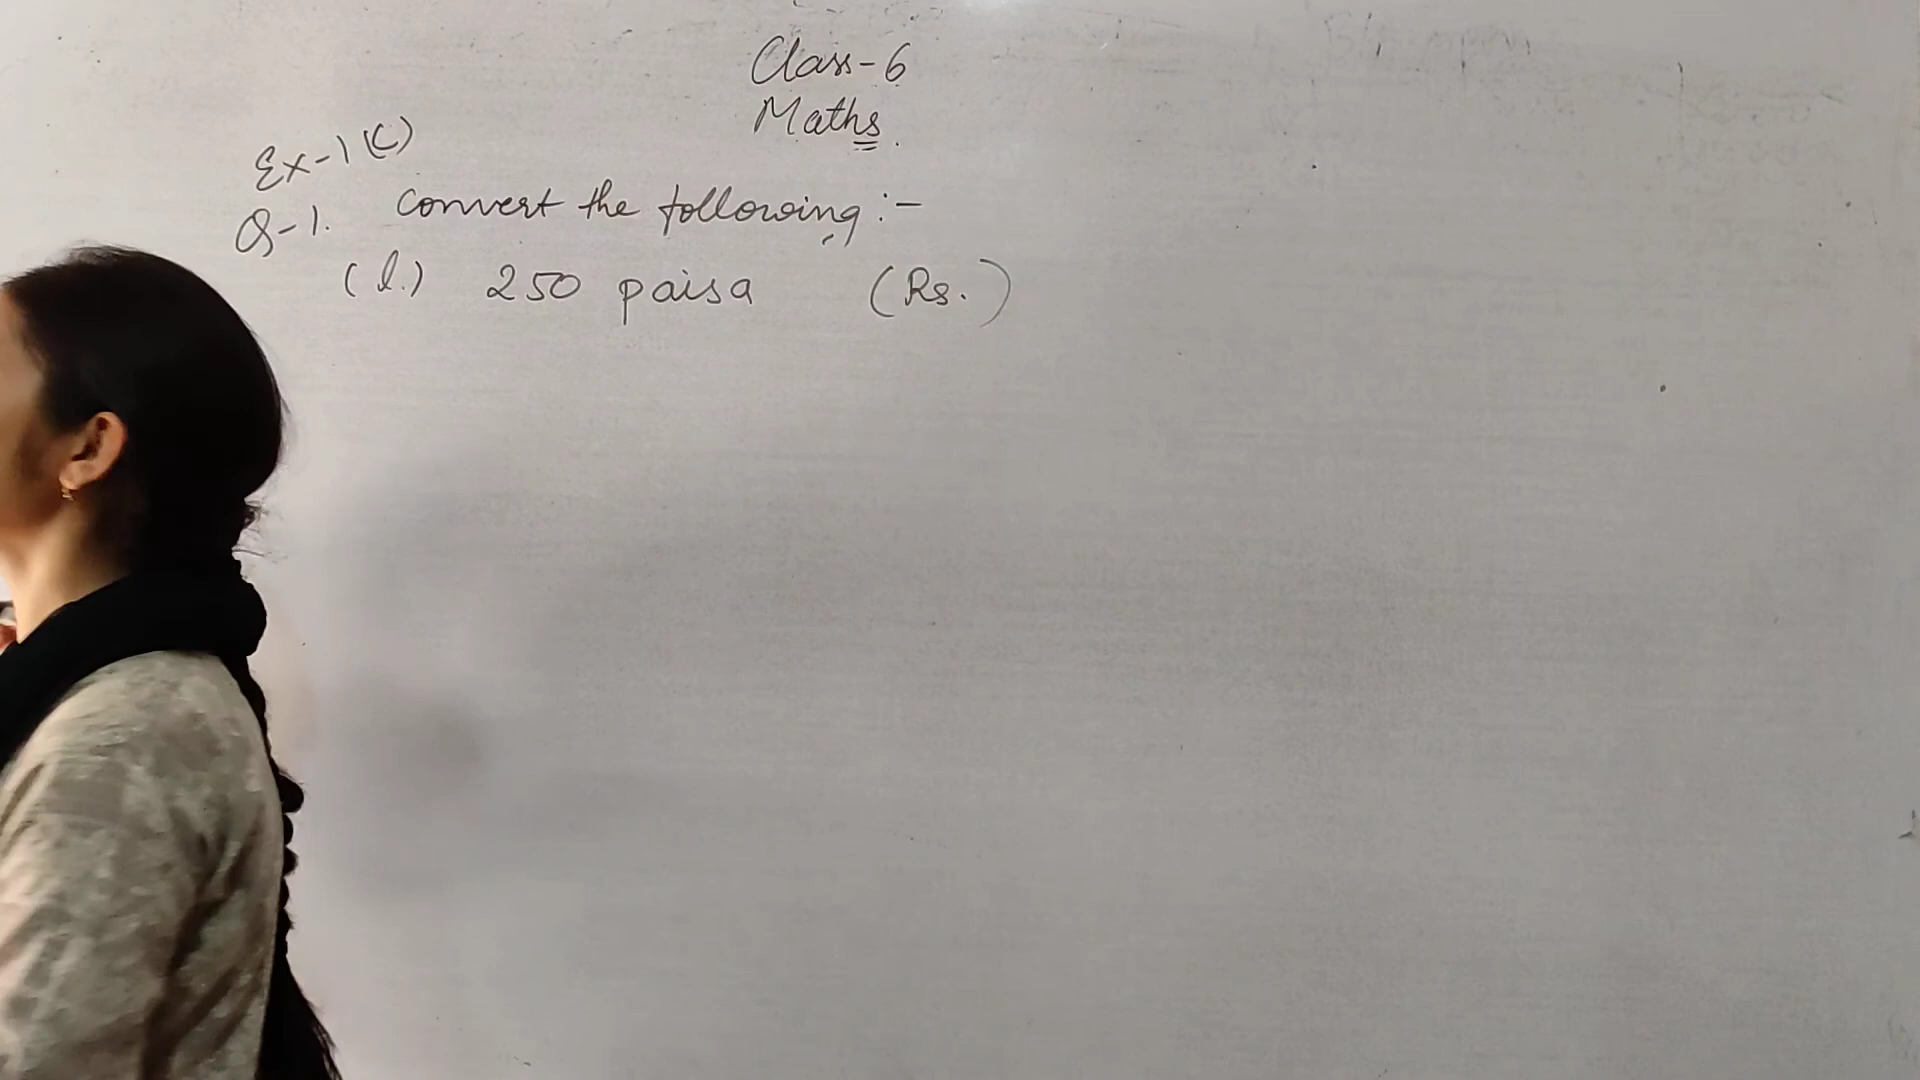 Class-6
Maths.
Ex-1(C)
Q-1. Convert the following :-
(l.) 250 paisa (Rs.)